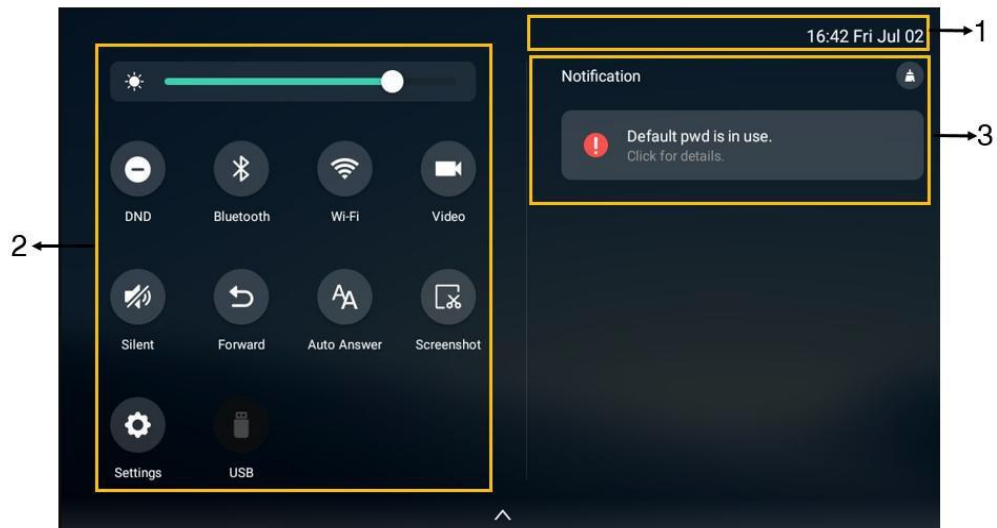 16:42 Fri Jul 02
1
Notification
Default pwd is in use.
Click for details.
3
DND Bluetooth Wi-Fi Video
2
Silent Forward Auto Answer Screenshot
Settings USB